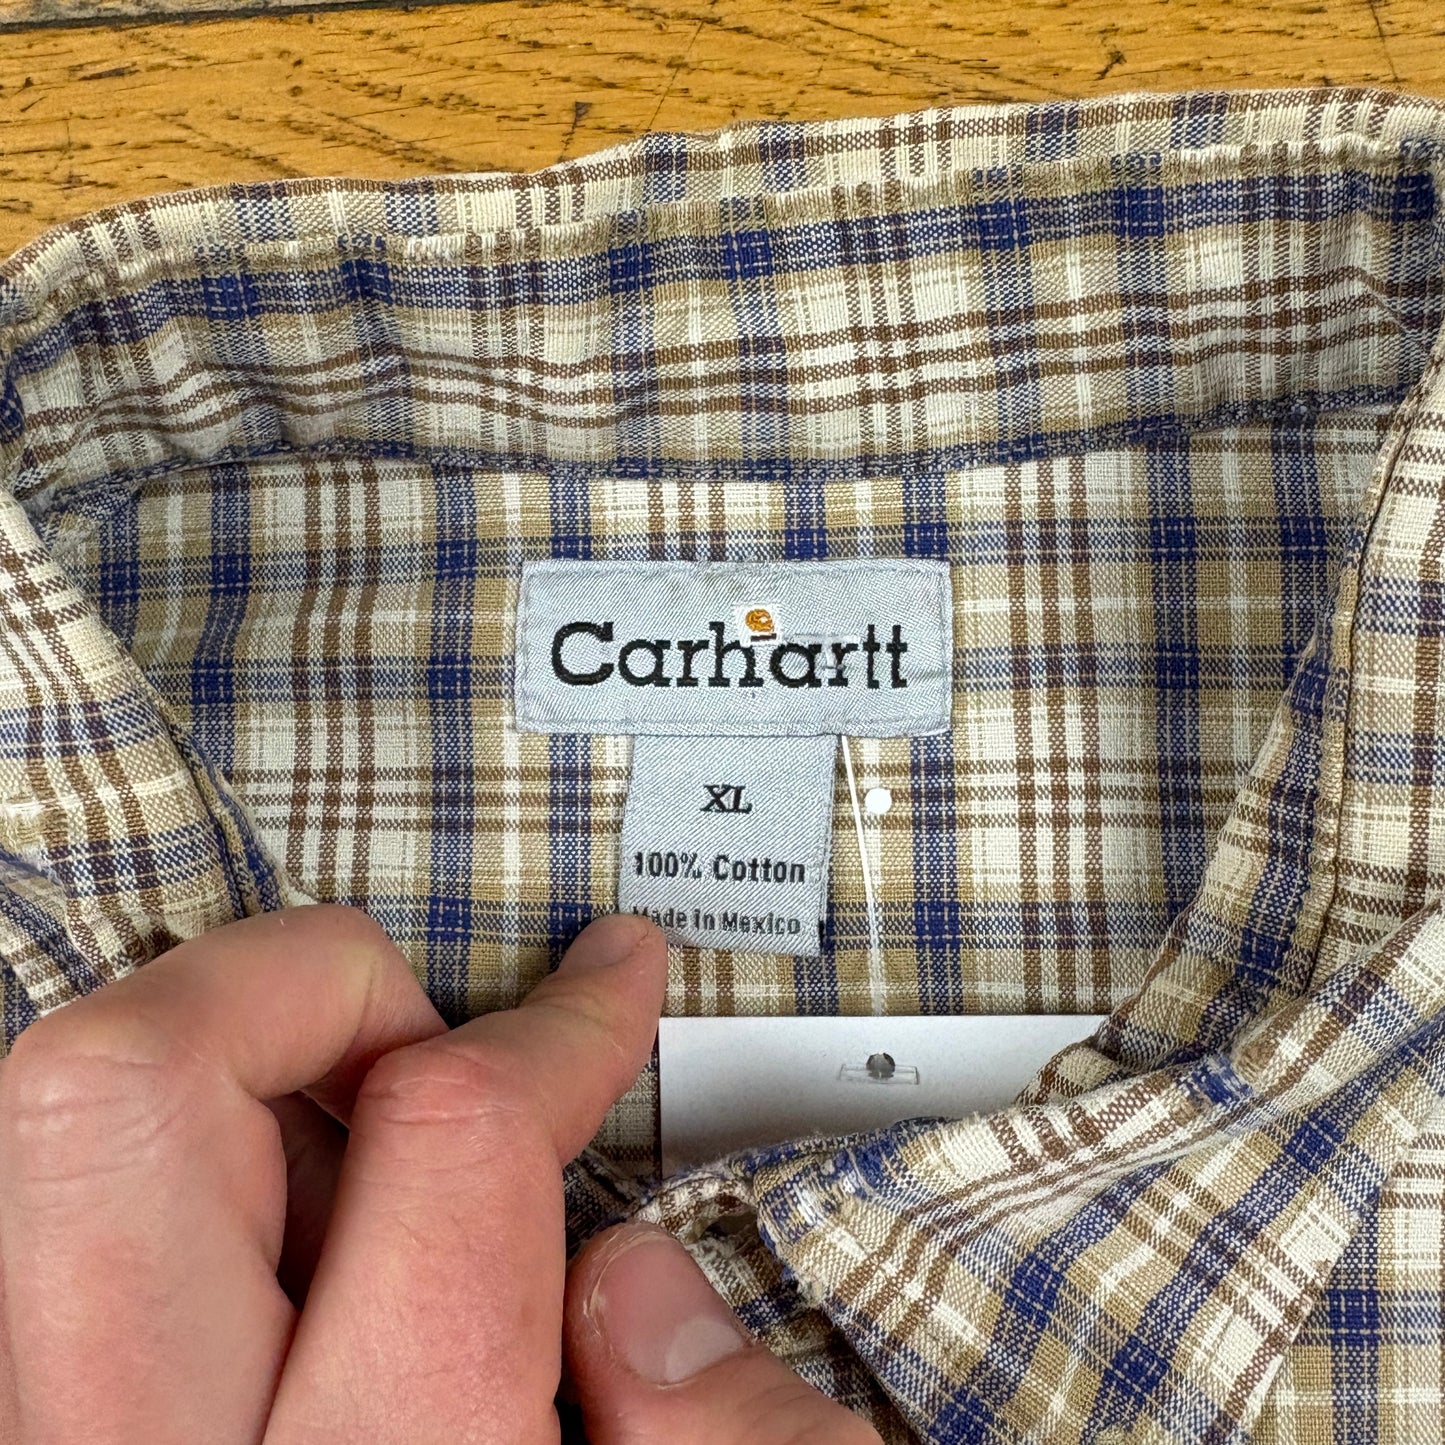 Carhartt
XL
100% Cotton
Made in Mexico